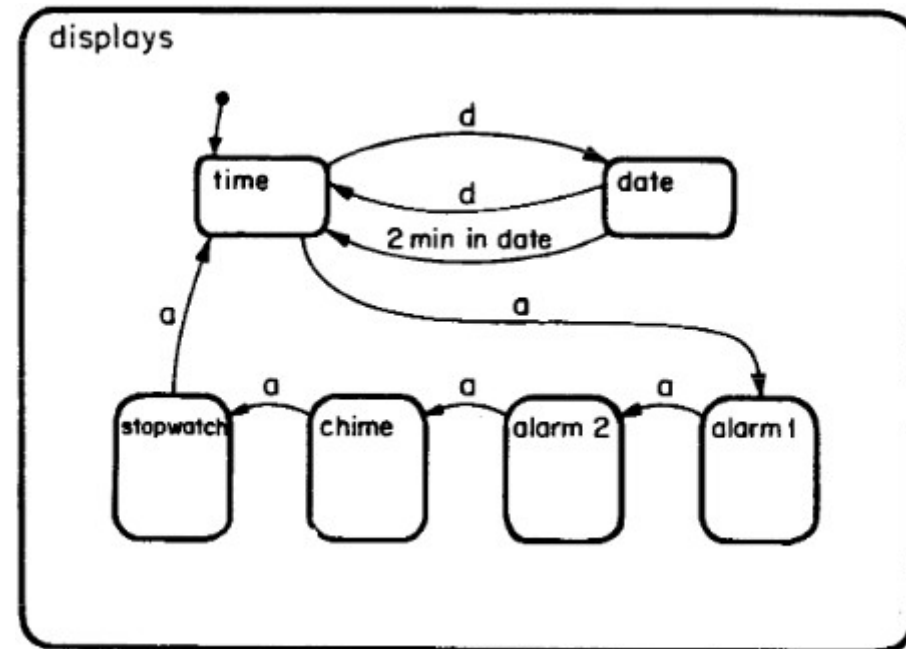 displays
d
time
date
d
2 min in date
a
a
a
a
a
stopwatch
chime
alarm 2
alarm 1